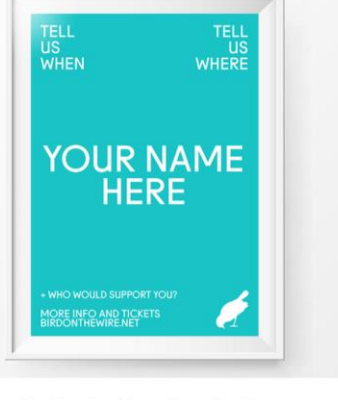 TELL
US
WHEN
TELL
US
WHERE
YOUR NAME
HERE
+ WHO WOULD SUPPORT YOU?
MORE INFO AND TICKETS
BIRDONTHEWIRE.NET